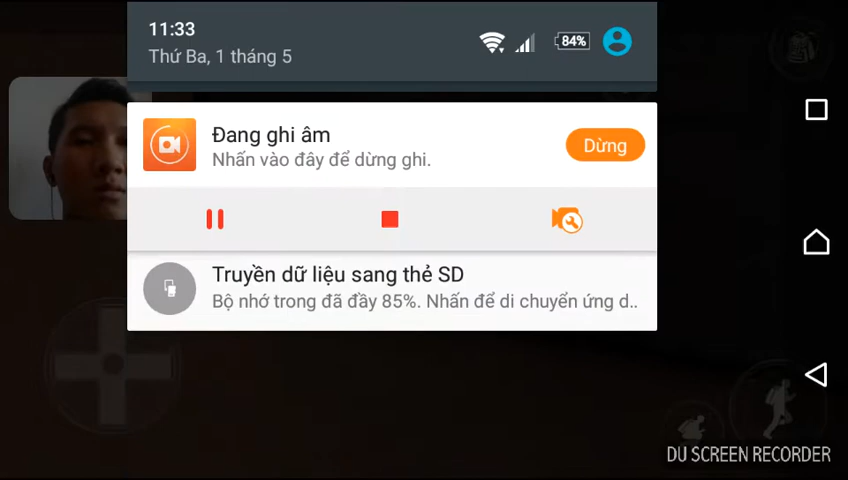 11:33
Thứ Ba, 1 tháng 5
84%
Đang ghi âm
Nhấn vào đây để dừng ghi.
Dừng
Truyền dữ liệu sang thẻ SD
Bộ nhớ trong đã đầy 85%. Nhấn để di chuyển ứng d..
DU SCREEN RECORDER